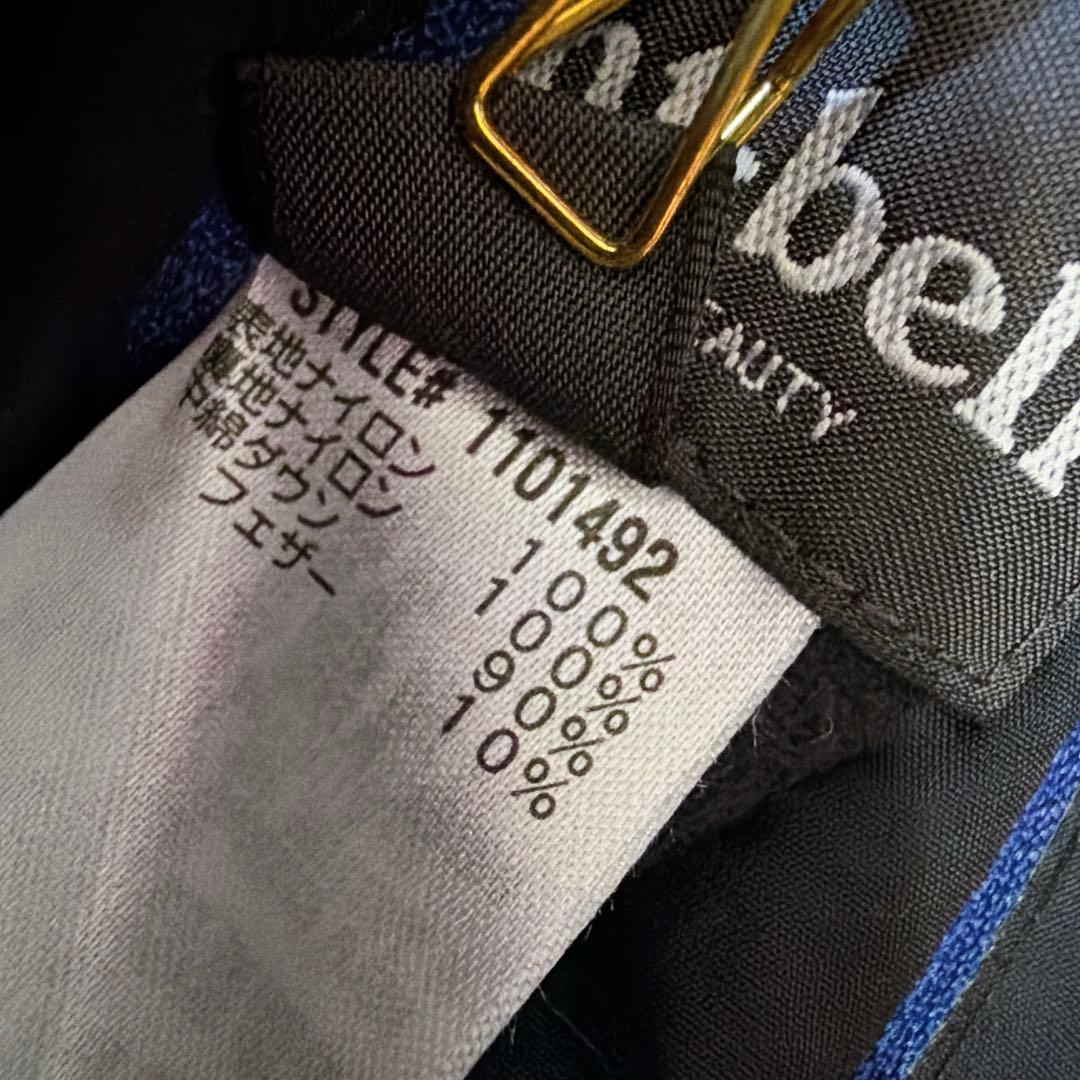 bell
STYLE# 1101492
表地ナイロン 100%
裏地ナイロン 100%
中綿ダウン 90%
フェザー 10%